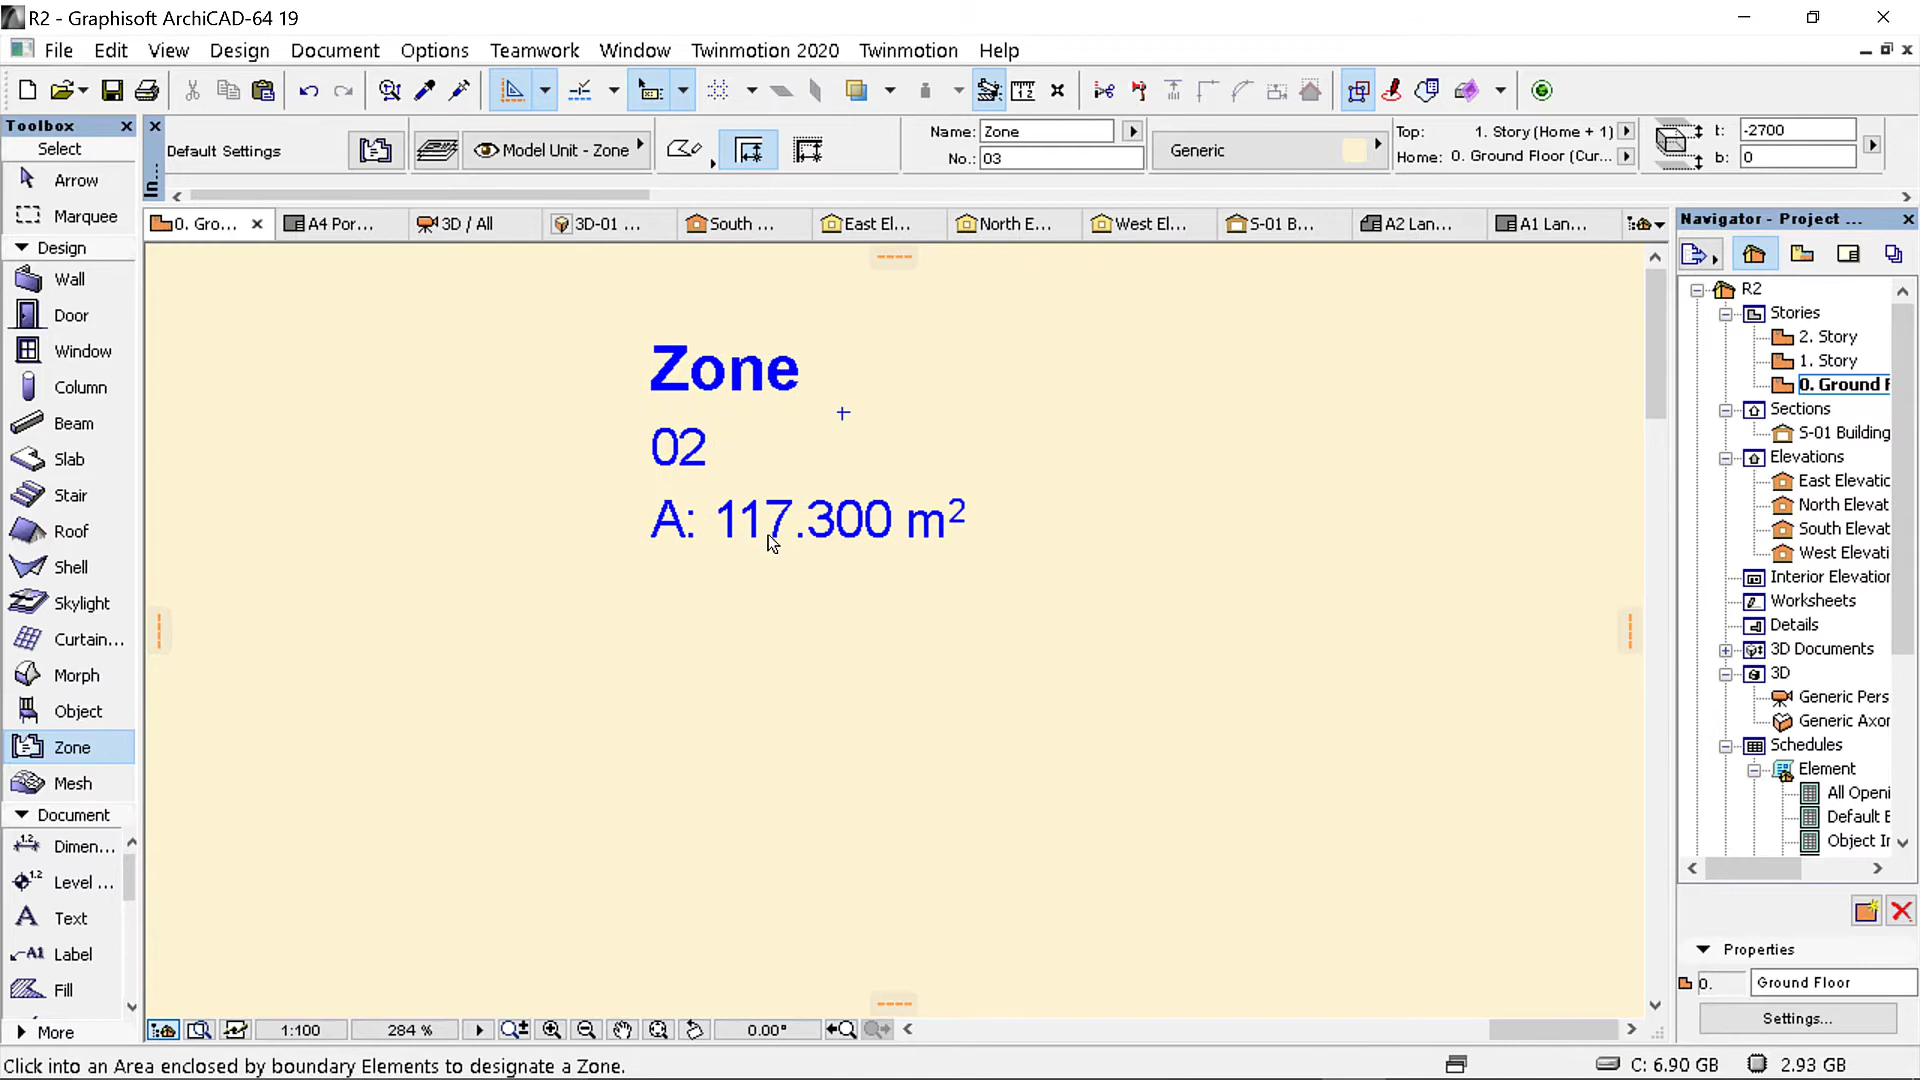 R2 - Graphisoft ArchiCAD-64 19
File Edit View Design Document Options Teamwork Window Twinmotion 2020 Twinmotion Help
Toolbox
Select
Arrow
Marquee
Design
Wall
Door
Window
Column
Beam
Slab
Stair
Roof
Shell
Skylight
Curtain...
Morph
Object
Zone
Mesh
Document
Dimen...
Level ...
Text
Label
Fill
More
In...
Default Settings
Model Unit - Zone
Name: Zone
No.: 03
Generic
Top: 1. Story (Home + 1)
Home: 0. Ground Floor (Cur...
t: -2700
b: 0
0. Gro... A4 Por... 3D / All 3D-01 ... South ... East El... North E... West El... S-01 B... A2 Lan... A1 Lan...
Zone
02
A: 117.300 m²
Navigator - Project ...
R2
Stories
2. Story
1. Story
0. Ground F
Sections
S-01 Building
Elevations
East Elevatic
North Elevat
South Elevat
West Elevati
Interior Elevation
Worksheets
Details
3D Documents
3D
Generic Pers
Generic Axor
Schedules
Element
All Openi
Default E
Object Ir
Properties
0. Ground Floor
Settings...
1:100 284 % 0.00°
Click into an Area enclosed by boundary Elements to designate a Zone.
C: 6.90 GB 2.93 GB